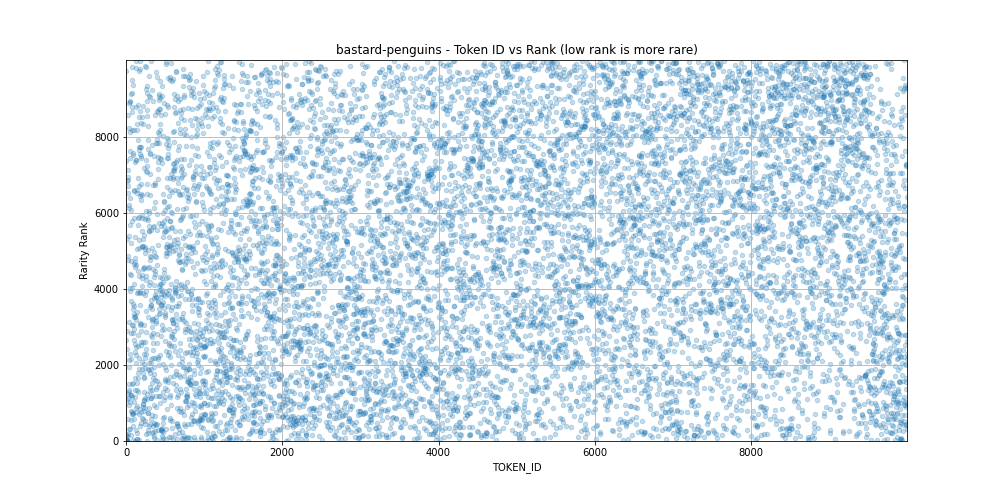 bastard-penguins - Token ID vs Rank (low rank is more rare)
Rarity Rank
8000
6000
4000
2000
0
0 2000 4000 6000 8000
TOKEN_ID